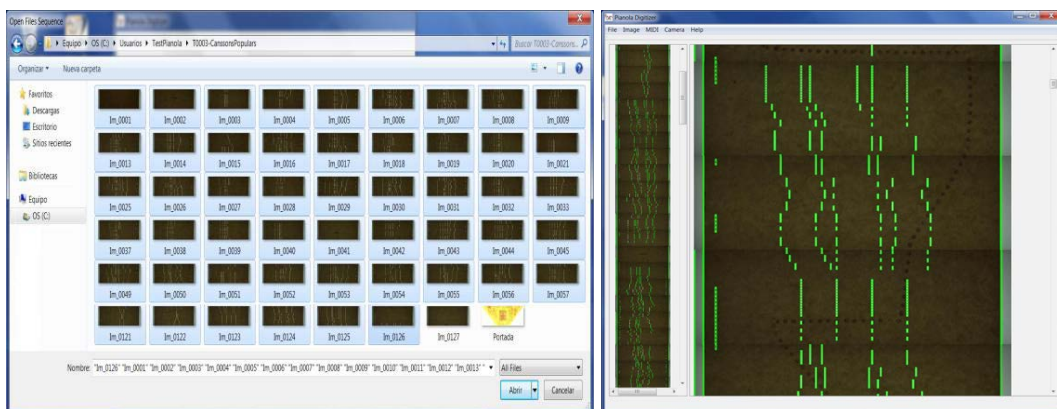 Open Files Sequence
Equipo ▸ OS (C:) ▸ Usuarios ▸ TestPianola ▸ T0003-CanssonsPopulars
Buscar T0003-Canssons...
Organizar Nueva carpeta
Favoritos
Descargas
Escritorio
Sitios recientes
Bibliotecas
Equipo
OS (C:)
Im_0001 Im_0002 Im_0003 Im_0004 Im_0005 Im_0006 Im_0007 Im_0008 Im_0009
Im_0013 Im_0014 Im_0015 Im_0016 Im_0017 Im_0018 Im_0019 Im_0020 Im_0021
Im_0025 Im_0026 Im_0027 Im_0028 Im_0029 Im_0030 Im_0031 Im_0032 Im_0033
Im_0037 Im_0038 Im_0039 Im_0040 Im_0041 Im_0042 Im_0043 Im_0044 Im_0045
Im_0049 Im_0050 Im_0051 Im_0052 Im_0053 Im_0054 Im_0055 Im_0056 Im_0057
Im_0121 Im_0122 Im_0123 Im_0124 Im_0125 Im_0126 Im_0127 Portada
Nombre: "Im_0126" "Im_0001" "Im_0002" "Im_0003" "Im_0004" "Im_0005" "Im_0006" "Im_0007" "Im_0008" "Im_0009" "Im_0010" "Im_0011" "Im_0012" "Im_0013" "
All Files
Abrir Cancelar
Pianola Digitizer
File Image MIDI Camera Help